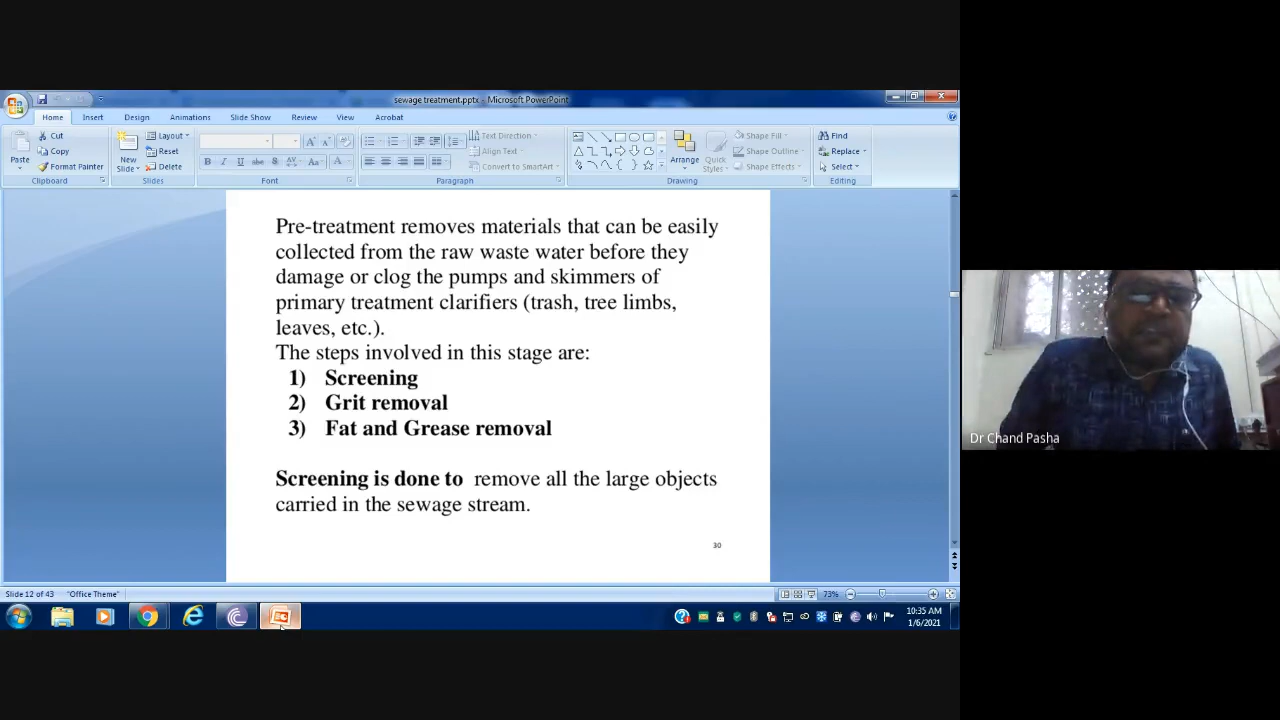 sewage treatment.pptx - Microsoft PowerPoint
Home Insert Design Animations Slide Show Review View Acrobat
Paste Cut Copy Format Painter Clipboard
New Slide Layout Reset Delete Slides
B I U abc S AV Aa A Font
Text Direction Align Text Convert to SmartArt Paragraph
Arrange Quick Styles Shape Fill Shape Outline Shape Effects Drawing
Find Replace Select Editing
Pre-treatment removes materials that can be easily
collected from the raw waste water before they
damage or clog the pumps and skimmers of
primary treatment clarifiers (trash, tree limbs,
leaves, etc.).
The steps involved in this stage are:
1) Screening
2) Grit removal
3) Fat and Grease removal
Screening is done to remove all the large objects
carried in the sewage stream.
30
Slide 12 of 43 "Office Theme" 73%
10:35 AM
1/6/2021
Dr Chand Pasha